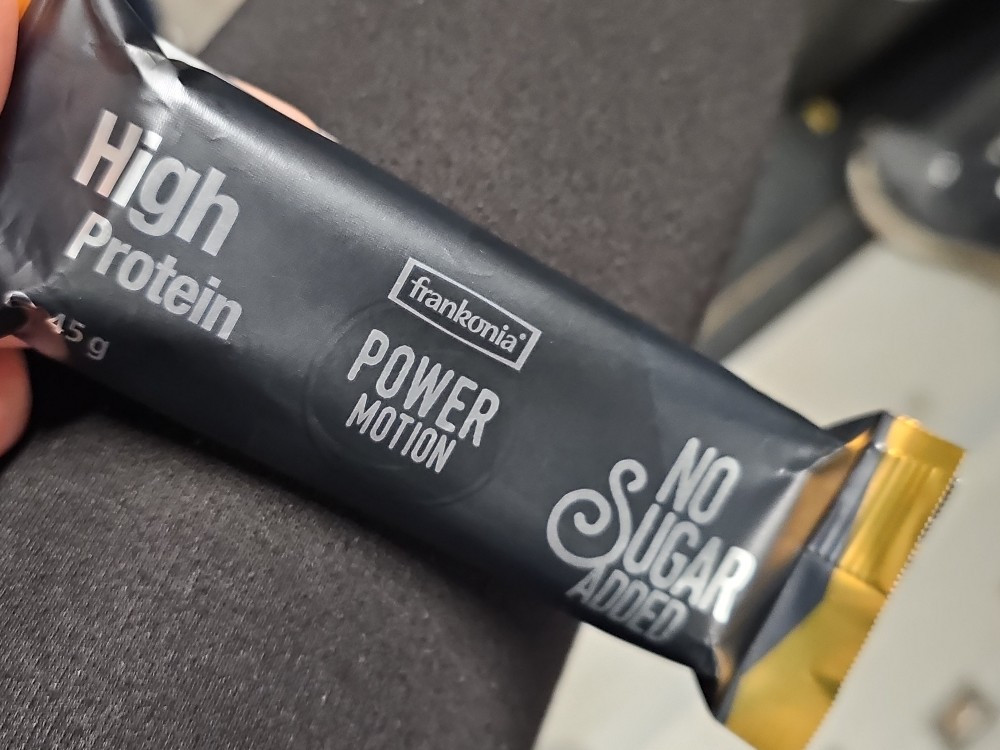 High
Protein
45 g
frankonia®
POWER
MOTION
NO
SUGAR
ADDED